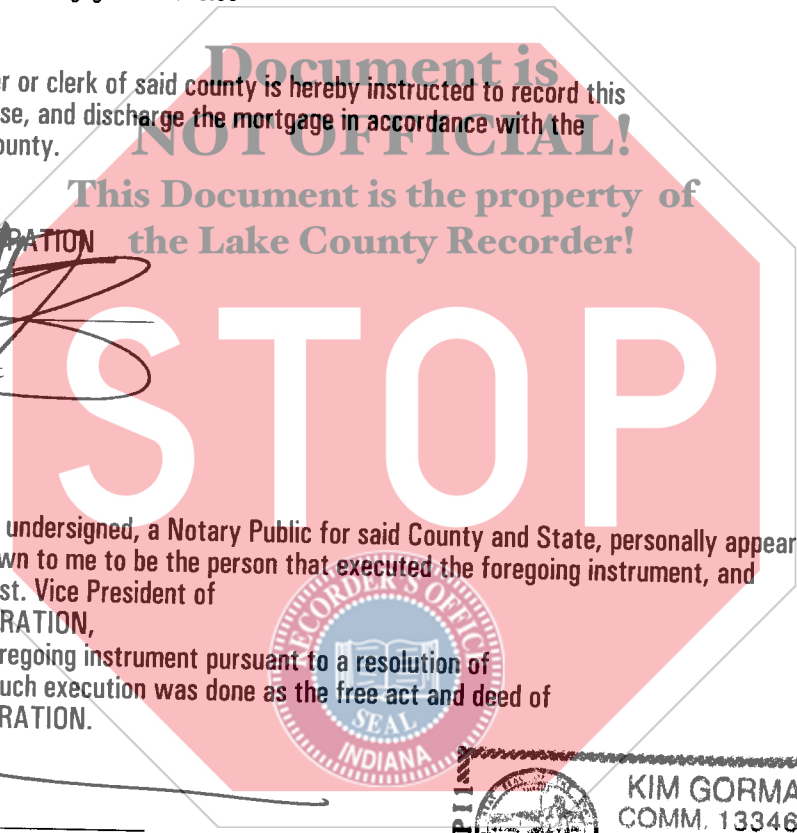 Document is
er or clerk of said county is hereby instructed to record this
se, and discharge the mortgage in accordance with the
NOT OFFICIAL!
ounty.
This Document is the property of
RATION
the Lake County Recorder!
STOP
undersigned, a Notary Public for said County and State, personally appear
wn to me to be the person that executed the foregoing instrument, and
st. Vice President of
RATION,
regoing instrument pursuant to a resolution of
uch execution was done as the free act and deed of
RATION.
RECORDER'S OFFICE
SEAL
INDIANA
KIM GORMA
COMM. 13346